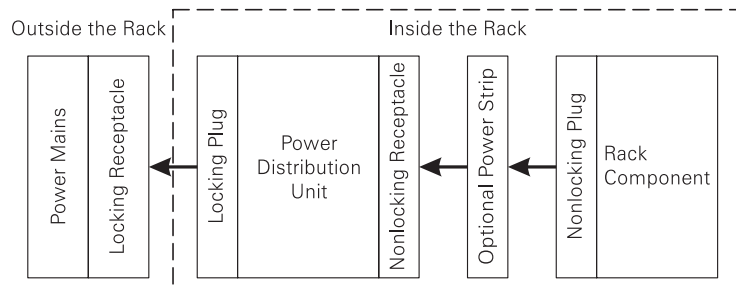 Outside the Rack
Inside the Rack
Power Mains
Locking Receptacle
Locking Plug
Power
Distribution
Unit
Nonlocking Receptacle
Optional Power Strip
Nonlocking Plug
Rack
Component